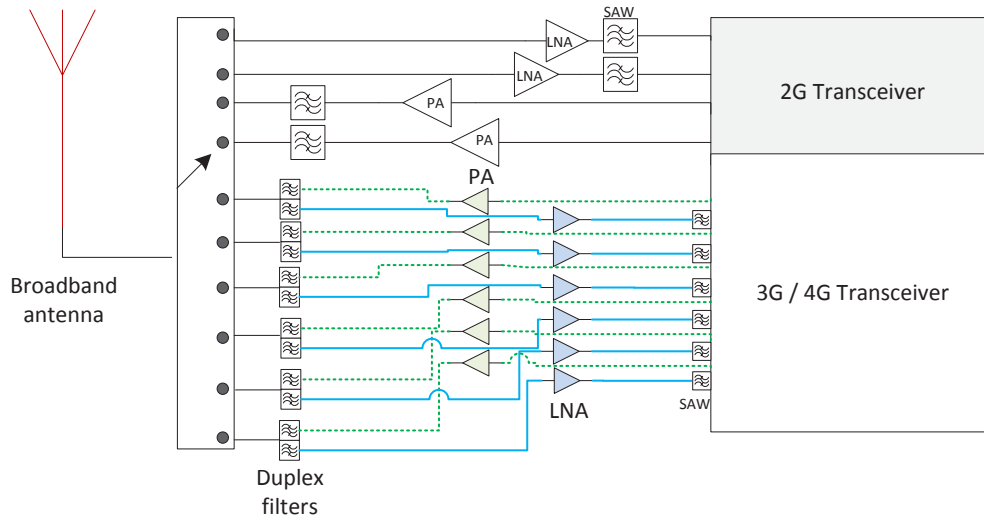 SAW
LNA
LNA
PA
PA
2G Transceiver
PA
Broadband
antenna
3G / 4G Transceiver
LNA
SAW
Duplex
filters